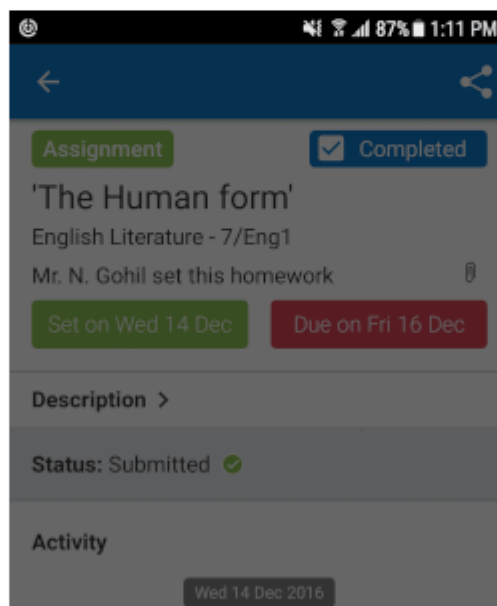 87% 1:11 PM
Assignment
Completed
'The Human form'
English Literature - 7/Eng1
Mr. N. Gohil set this homework
Set on Wed 14 Dec
Due on Fri 16 Dec
Description >
Status: Submitted
Activity
Wed 14 Dec 2016